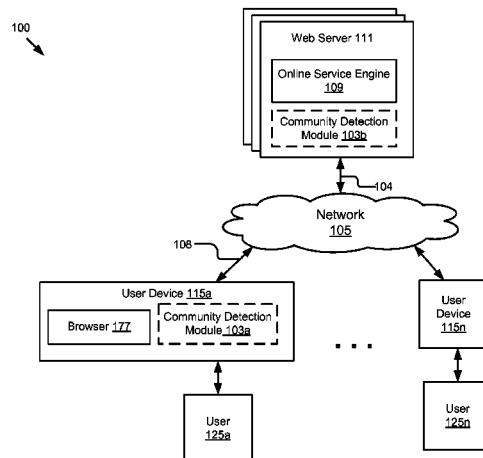 100
Web Server 111
Online Service Engine
109
Community Detection
Module 103b
104
Network
105
108
User Device 115a
Browser 177
Community Detection
Module 103a
User
Device
115n
User
125a
User
125n